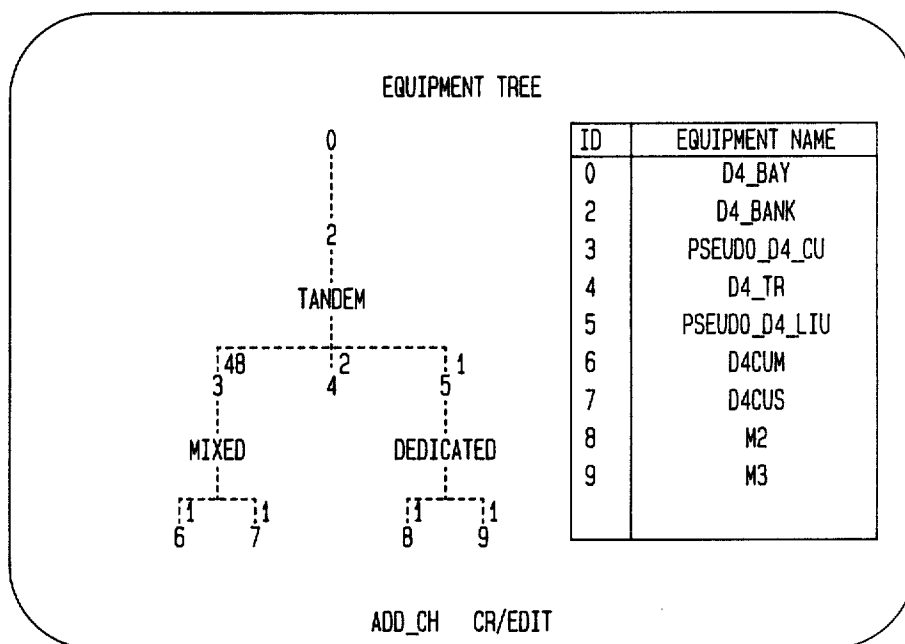 EQUIPMENT TREE
0
2
TANDEM
48 2 1
3 4 5
MIXED DEDICATED
1 1 1 1
6 7 8 9
ID EQUIPMENT NAME
0 D4_BAY
2 D4_BANK
3 PSEUDO_D4_CU
4 D4_TR
5 PSEUDO_D4_LIU
6 D4CUM
7 D4CUS
8 M2
9 M3
ADD_CH CR/EDIT